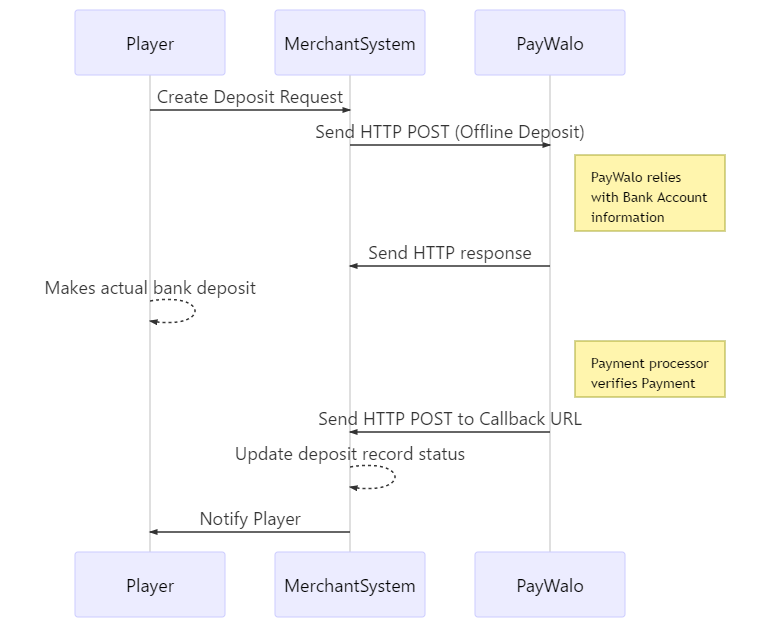 Player
MerchantSystem
PayWalo
Create Deposit Request
Send HTTP POST (Offline Deposit)
PayWalo relies
with Bank Account
information
Send HTTP response
Makes actual bank deposit
Payment processor
verifies Payment
Send HTTP POST to Callback URL
Update deposit record status
Notify Player
Player
MerchantSystem
PayWalo